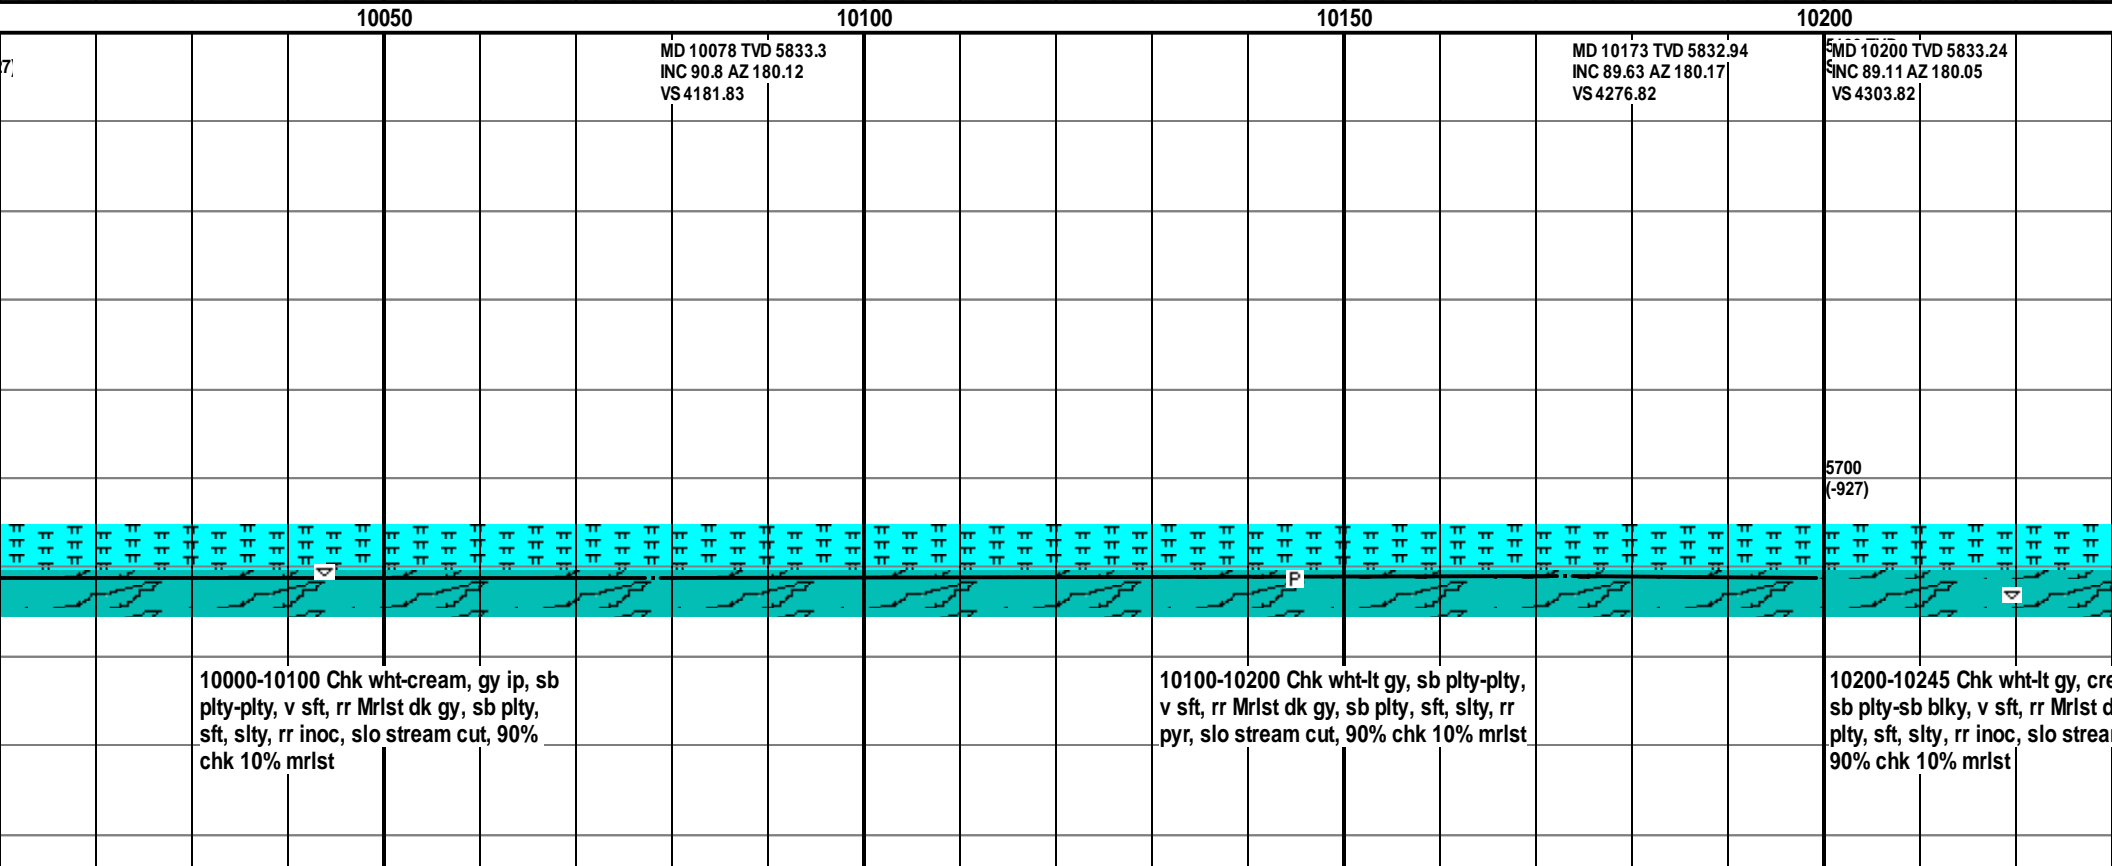 10050 10100 10150 10200
MD 10078 TVD 5833.3
INC 90.8 AZ 180.12
VS 4181.83
MD 10173 TVD 5832.94
INC 89.63 AZ 180.17
VS 4276.82
MD 10200 TVD 5833.24
INC 89.11 AZ 180.05
VS 4303.82
5700
(-927)
P
10000-10100 Chk wht-cream, gy ip, sb
plty-plty, v sft, rr Mrlst dk gy, sb plty,
sft, slty, rr inoc, slo stream cut, 90%
chk 10% mrlst
10100-10200 Chk wht-lt gy, sb plty-plty,
v sft, rr Mrlst dk gy, sb plty, sft, slty, rr
pyr, slo stream cut, 90% chk 10% mrlst
10200-10245 Chk wht-lt gy,
sb plty-sb blky, v sft, rr Mrlst
plty, sft, slty, rr inoc, slo
90% chk 10% mrlst